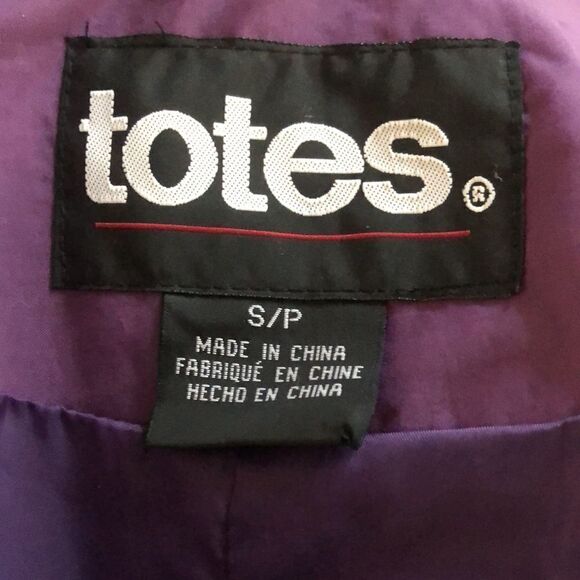 totes®
S/P
MADE IN CHINA
FABRIQUÉ EN CHINE
HECHO EN CHINA